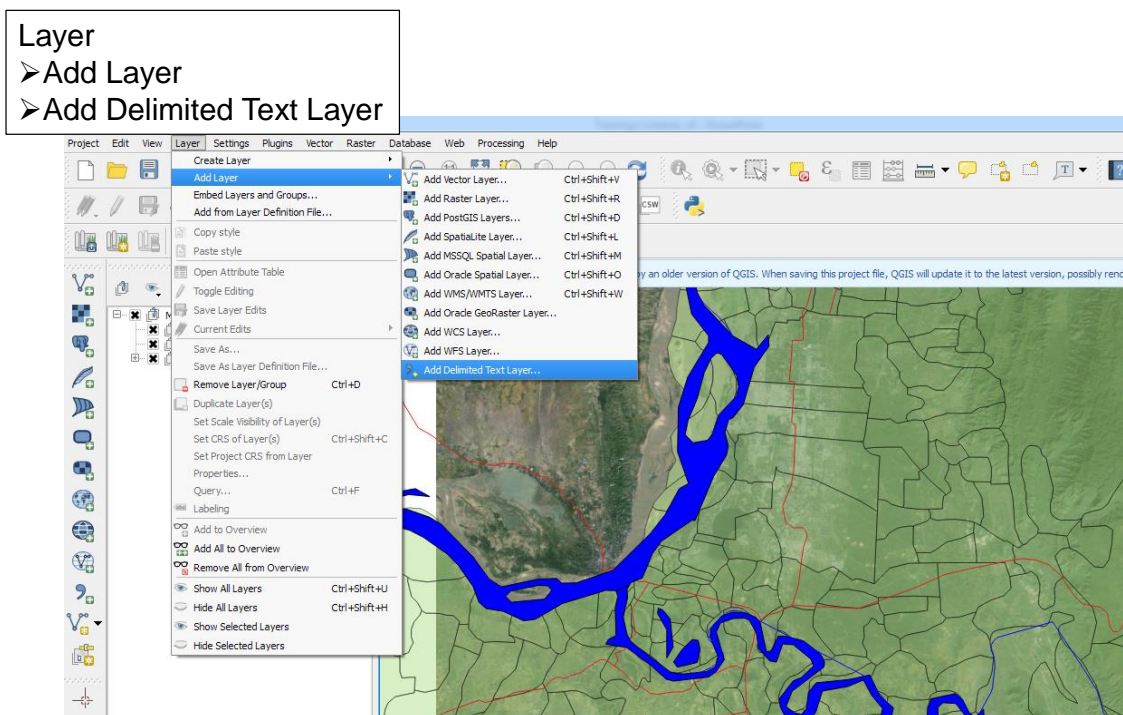 Layer
➢Add Layer
➢Add Delimited Text Layer
Project Edit View Layer Settings Plugins Vector Raster Database Web Processing Help
Create Layer
Add Layer
Embed Layers and Groups...
Add from Layer Definition File...
Copy style
Paste style
Open Attribute Table
Toggle Editing
Save Layer Edits
Current Edits
Save As...
Save As Layer Definition File...
Remove Layer/Group Ctrl+D
Duplicate Layer(s)
Set Scale Visibility of Layer(s)
Set CRS of Layer(s) Ctrl+Shift+C
Set Project CRS from Layer
Properties...
Query... Ctrl+F
Labeling
Add to Overview
Add All to Overview
Remove All from Overview
Show All Layers Ctrl+Shift+U
Hide All Layers Ctrl+Shift+H
Show Selected Layers
Hide Selected Layers
Add Vector Layer... Ctrl+Shift+V
Add Raster Layer... Ctrl+Shift+R
Add PostGIS Layers... Ctrl+Shift+D
Add SpatiaLite Layer... Ctrl+Shift+L
Add MSSQL Spatial Layer... Ctrl+Shift+M
Add Oracle Spatial Layer... Ctrl+Shift+O
Add WMS/WMTS Layer... Ctrl+Shift+W
Add Oracle GeoRaster Layer...
Add WCS Layer...
Add WFS Layer...
Add Delimited Text Layer...
CSW
by an older version of QGIS. When saving this project file, QGIS will update it to the latest version, possibly rend